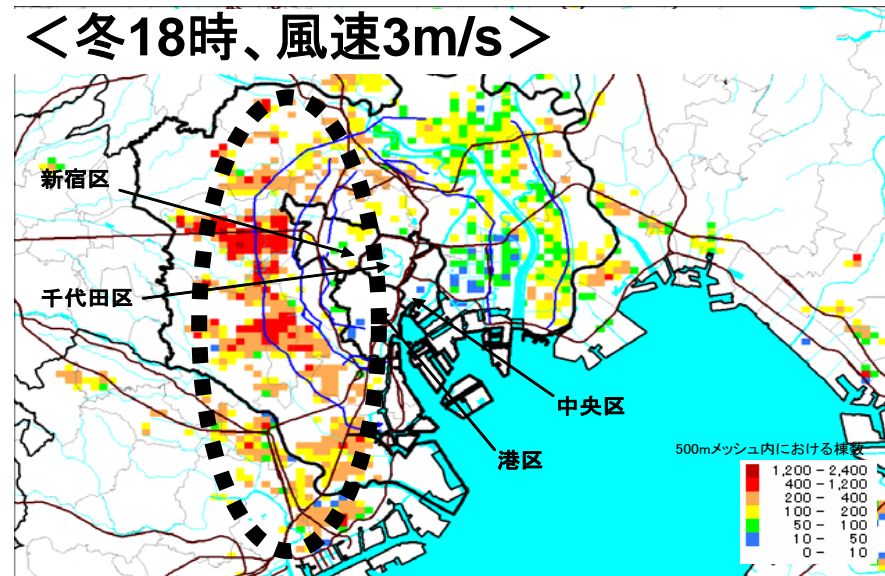 <冬18時、風速3m/s>
新宿区
千代田区
中央区
港区
500mメッシュ内における棟数
1,200 - 2,400
400 - 1,200
200 - 400
100 - 200
50 - 100
10 - 50
0 - 10